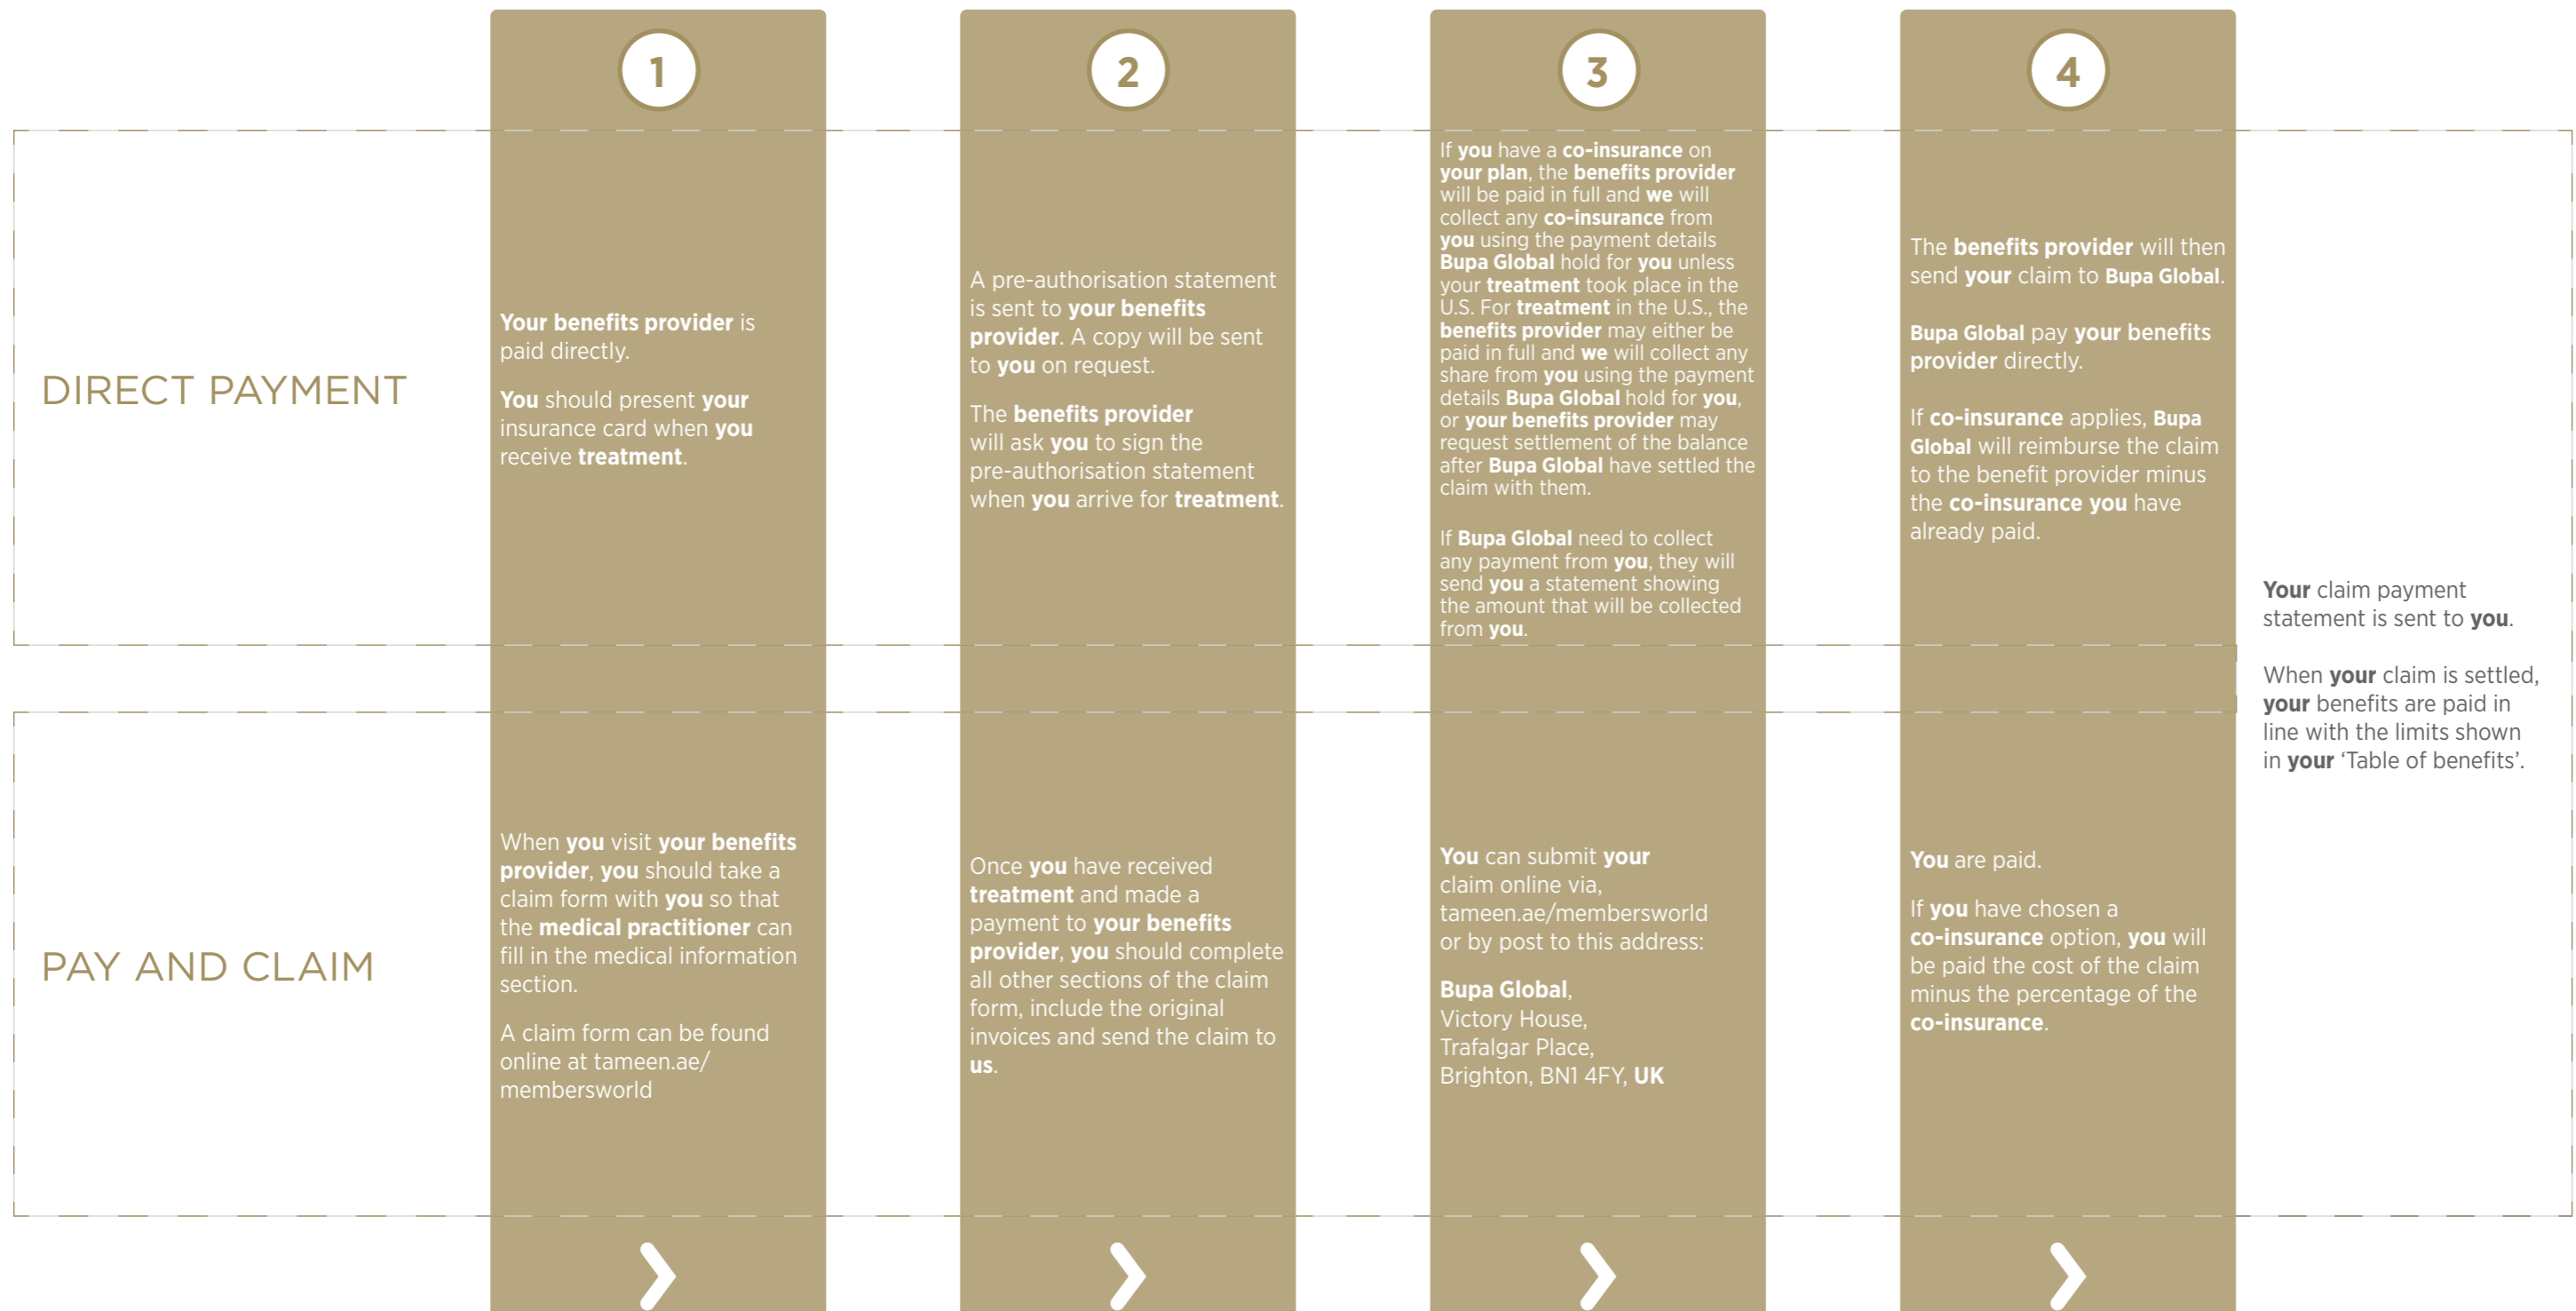 1
2
3
4
DIRECT PAYMENT
Your benefits provider is
paid directly.
You should present your
insurance card when you
receive treatment.
A pre-authorisation statement
is sent to your benefits
provider. A copy will be sent
to you on request.
The benefits provider
will ask you to sign the
pre-authorisation statement
when you arrive for treatment.
If you have a co-insurance on
your plan, the benefits provider
will be paid in full and we will
collect any co-insurance from
you using the payment details
Bupa Global hold for you unless
your treatment took place in the
U.S. For treatment in the U.S., the
benefits provider may either be
paid in full and we will collect any
share from you using the payment
details Bupa Global hold for you,
or your benefits provider may
request settlement of the balance
after Bupa Global have settled the
claim with them.
If Bupa Global need to collect
any payment from you, they will
send you a statement showing
the amount that will be collected
from you.
The benefits provider will then
send your claim to Bupa Global.
Bupa Global pay your benefits
provider directly.
If co-insurance applies, Bupa
Global will reimburse the claim
to the benefit provider minus
the co-insurance you have
already paid.
PAY AND CLAIM
When you visit your benefits
provider, you should take a
claim form with you so that
the medical practitioner can
fill in the medical information
section.
A claim form can be found
online at tameen.ae/
membersworld
Once you have received
treatment and made a
payment to your benefits
provider, you should complete
all other sections of the claim
form, include the original
invoices and send the claim to
us.
You can submit your
claim online via,
tameen.ae/membersworld
or by post to this address:
Bupa Global,
Victory House,
Trafalgar Place,
Brighton, BN1 4FY, UK
You are paid.
If you have chosen a
co-insurance option, you will
be paid the cost of the claim
minus the percentage of the
co-insurance.
Your claim payment
statement is sent to you.
When your claim is settled,
your benefits are paid in
line with the limits shown
in your ‘Table of benefits’.